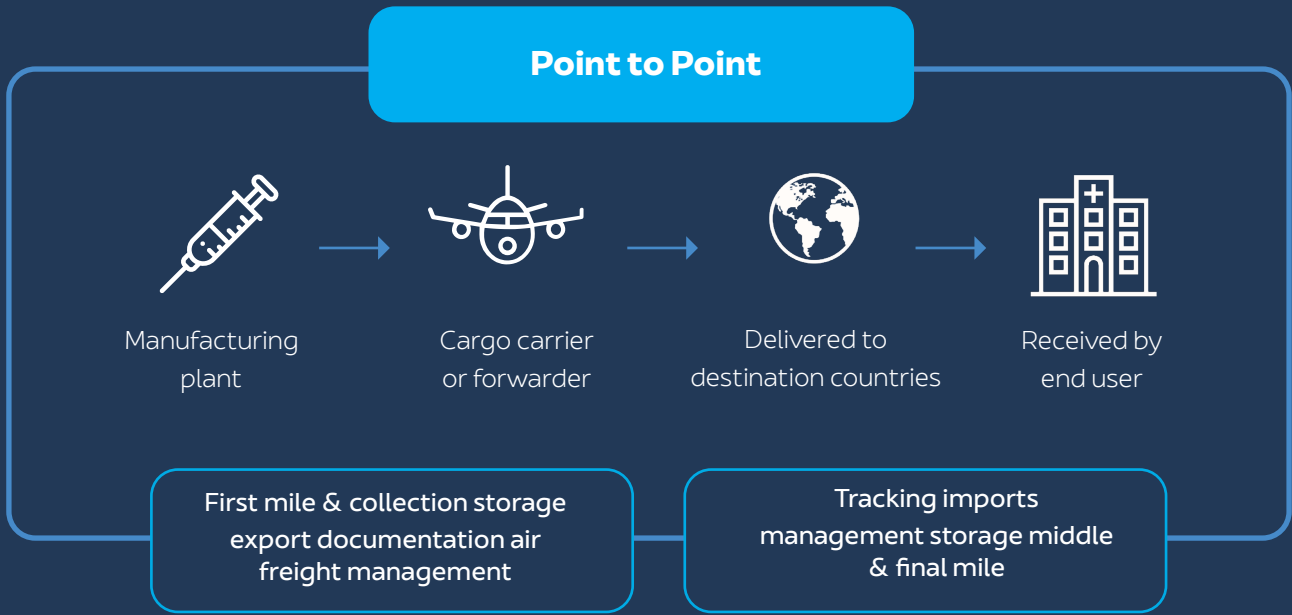 Point to Point
Manufacturing
plant
Cargo carrier
or forwarder
Delivered to
destination countries
Received by
end user
First mile & collection storage
export documentation air
freight management
Tracking imports
management storage middle
& final mile